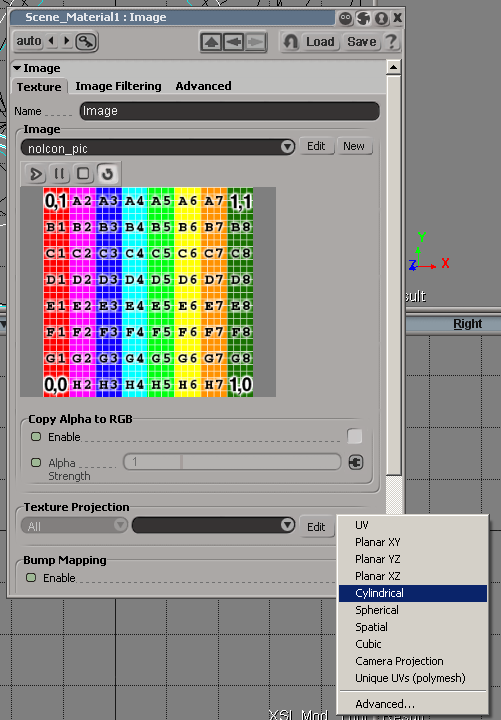 Scene_Material1 : Image
auto
Load
Save
?
Image
Texture
Image Filtering
Advanced
Name
Image
Image
noIcon_pic
Edit
New
0,1 A2 A3 A4 A5 A6 A7 1,1
B1 B2 B3 B4 B5 B6 B7 B8
C1 C2 C3 C4 C5 C6 C7 C8
D1 D2 D3 D4 D5 D6 D7 D8
E1 E2 E3 E4 E5 E6 E7 E8
F1 F2 F3 F4 F5 F6 F7 F8
G1 G2 G3 G4 G5 G6 G7 G8
0,0 H2 H3 H4 H5 H6 H7 1,0
Y
Z
X
sult
Right
Copy Alpha to RGB
Enable
Alpha
Strength
1
Texture Projection
All
Edit
Bump Mapping
Enable
UV
Planar XY
Planar YZ
Planar XZ
Cylindrical
Spherical
Spatial
Cubic
Camera Projection
Unique UVs (polymesh)
Advanced...